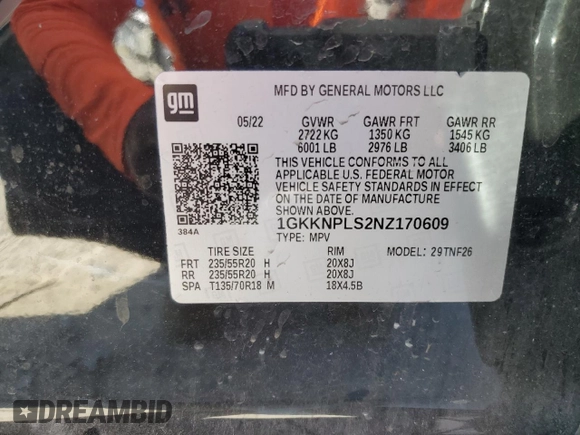 gm
MFD BY GENERAL MOTORS LLC
05/22 GVWR GAWR FRT GAWR RR
2722 KG 1350 KG 1545 KG
6001 LB 2976 LB 3406 LB
THIS VEHICLE CONFORMS TO ALL
APPLICABLE U.S. FEDERAL MOTOR
VEHICLE SAFETY STANDARDS IN EFFECT
ON THE DATE OF MANUFACTURE
SHOWN ABOVE.
384A
1GKKNPLS2NZ170609
TYPE: MPV MODEL: 29TNF26
TIRE SIZE RIM
FRT 235/55R20 H 20X8J
RR 235/55R20 H 20X8J
SPA T135/70R18 M 18X4.5B
DREAMBID